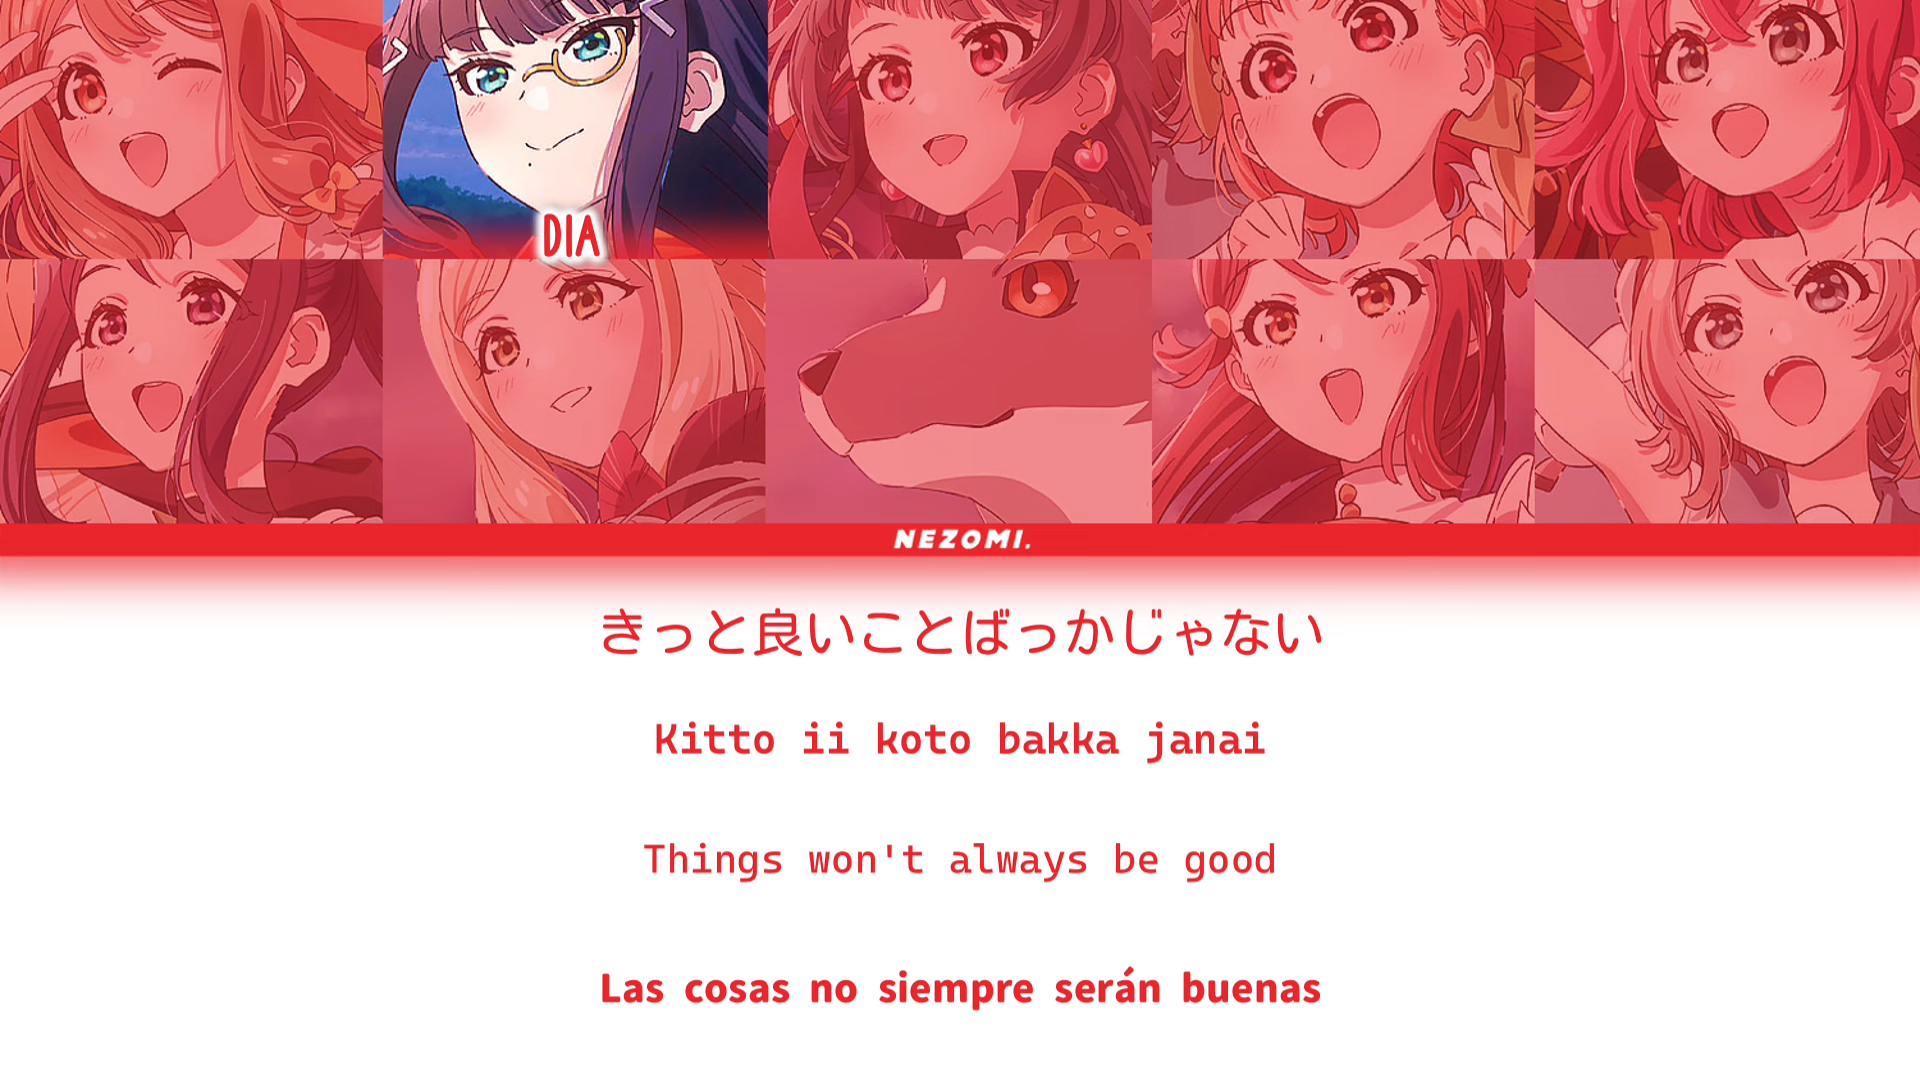 DIA
NEZOMI.
きっと良いことばっかじゃない
Kitto ii koto bakka janai
Things won't always be good
Las cosas no siempre serán buenas